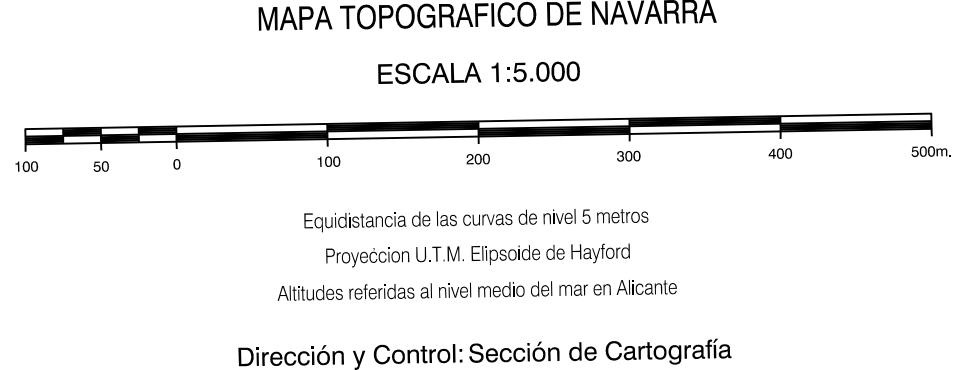 MAPA TOPOGRAFICO DE NAVARRA
ESCALA 1:5.000
100 50 0 100 200 300 400 500m.
Equidistancia de las curvas de nivel 5 metros
Proyeccion U.T.M. Elipsoide de Hayford
Altitudes referidas al nivel medio del mar en Alicante
Dirección y Control: Sección de Cartografía